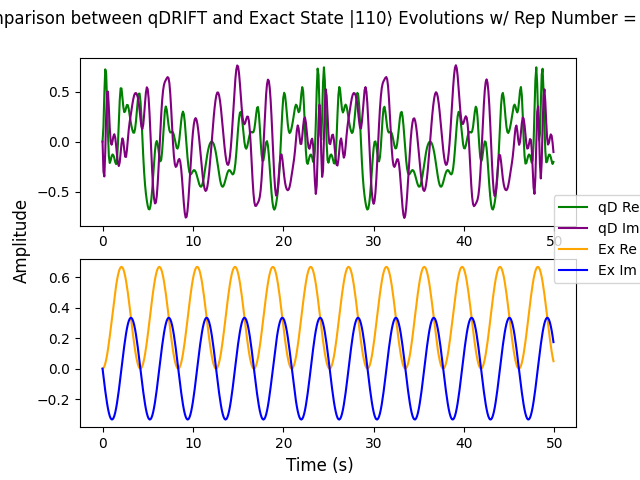 parison between qDRIFT and Exact State |110⟩ Evolutions w/ Rep Number =
0.5
0.0
−0.5
0 10 20 30 40 50
qD Re
qD Im
Ex Re
Ex Im
Amplitude
0.6
0.4
0.2
0.0
−0.2
0 10 20 30 40 50
Time (s)